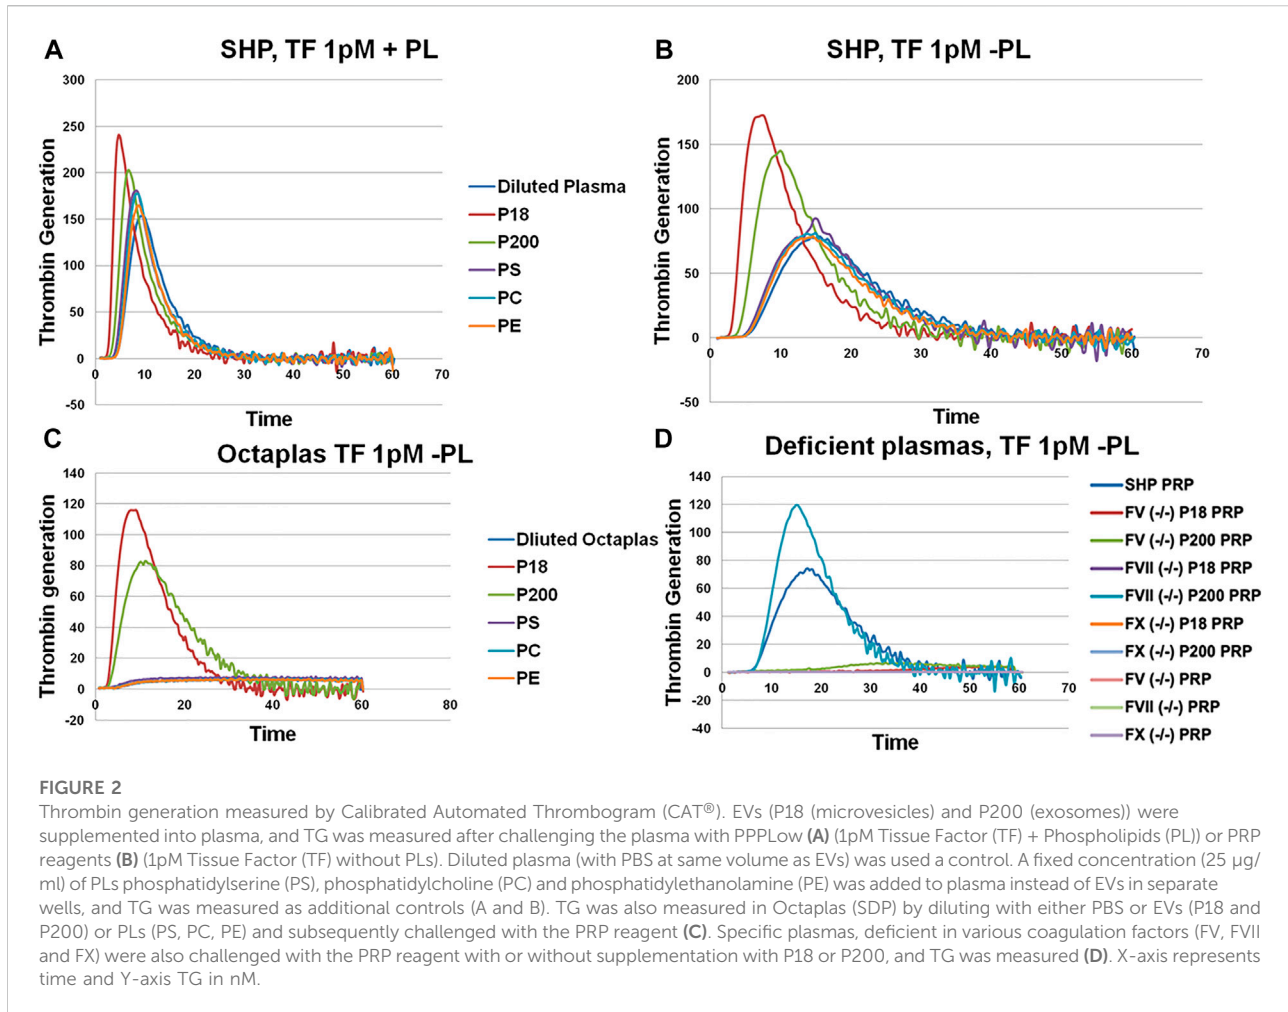 A
SHP, TF 1pM + PL
300
250
200
150
100
50
0
-50
0
10
20
30
40
50
60
70
Thrombin Generation
Time
Diluted Plasma
P18
P200
PS
PC
PE
B
SHP, TF 1pM -PL
200
150
100
50
0
-50
0
10
20
30
40
50
60
70
Thrombin Generation
Time
C
Octaplas TF 1pM -PL
140
120
100
80
60
40
20
0
-20
0
20
40
60
80
Thrombin generation
Time
Dliuted Octaplas
P18
P200
PS
PC
PE
D
Deficient plasmas, TF 1pM -PL
140
120
100
80
60
40
20
0
-20
-40
0
10
20
30
40
50
60
70
Thrombin Generation
Time
SHP PRP
FV (-/-) P18 PRP
FV (-/-) P200 PRP
FVII (-/-) P18 PRP
FVII (-/-) P200 PRP
FX (-/-) P18 PRP
FX (-/-) P200 PRP
FV (-/-) PRP
FVII (-/-) PRP
FX (-/-) PRP
FIGURE 2
Thrombin generation measured by Calibrated Automated Thrombogram (CAT®). EVs (P18 (microvesicles) and P200 (exosomes)) were
supplemented into plasma, and TG was measured after challenging the plasma with PPPLow (A) (1pM Tissue Factor (TF) + Phospholipids (PL)) or PRP
reagents (B) (1pM Tissue Factor (TF) without PLs). Diluted plasma (with PBS at same volume as EVs) was used a control. A fixed concentration (25 µg/
ml) of PLs phosphatidylserine (PS), phosphatidylcholine (PC) and phosphatidylethanolamine (PE) was added to plasma instead of EVs in separate
wells, and TG was measured as additional controls (A and B). TG was also measured in Octaplas (SDP) by diluting with either PBS or EVs (P18 and
P200) or PLs (PS, PC, PE) and subsequently challenged with the PRP reagent (C). Specific plasmas, deficient in various coagulation factors (FV, FVII
and FX) were also challenged with the PRP reagent with or without supplementation with P18 or P200, and TG was measured (D). X-axis represents
time and Y-axis TG in nM.